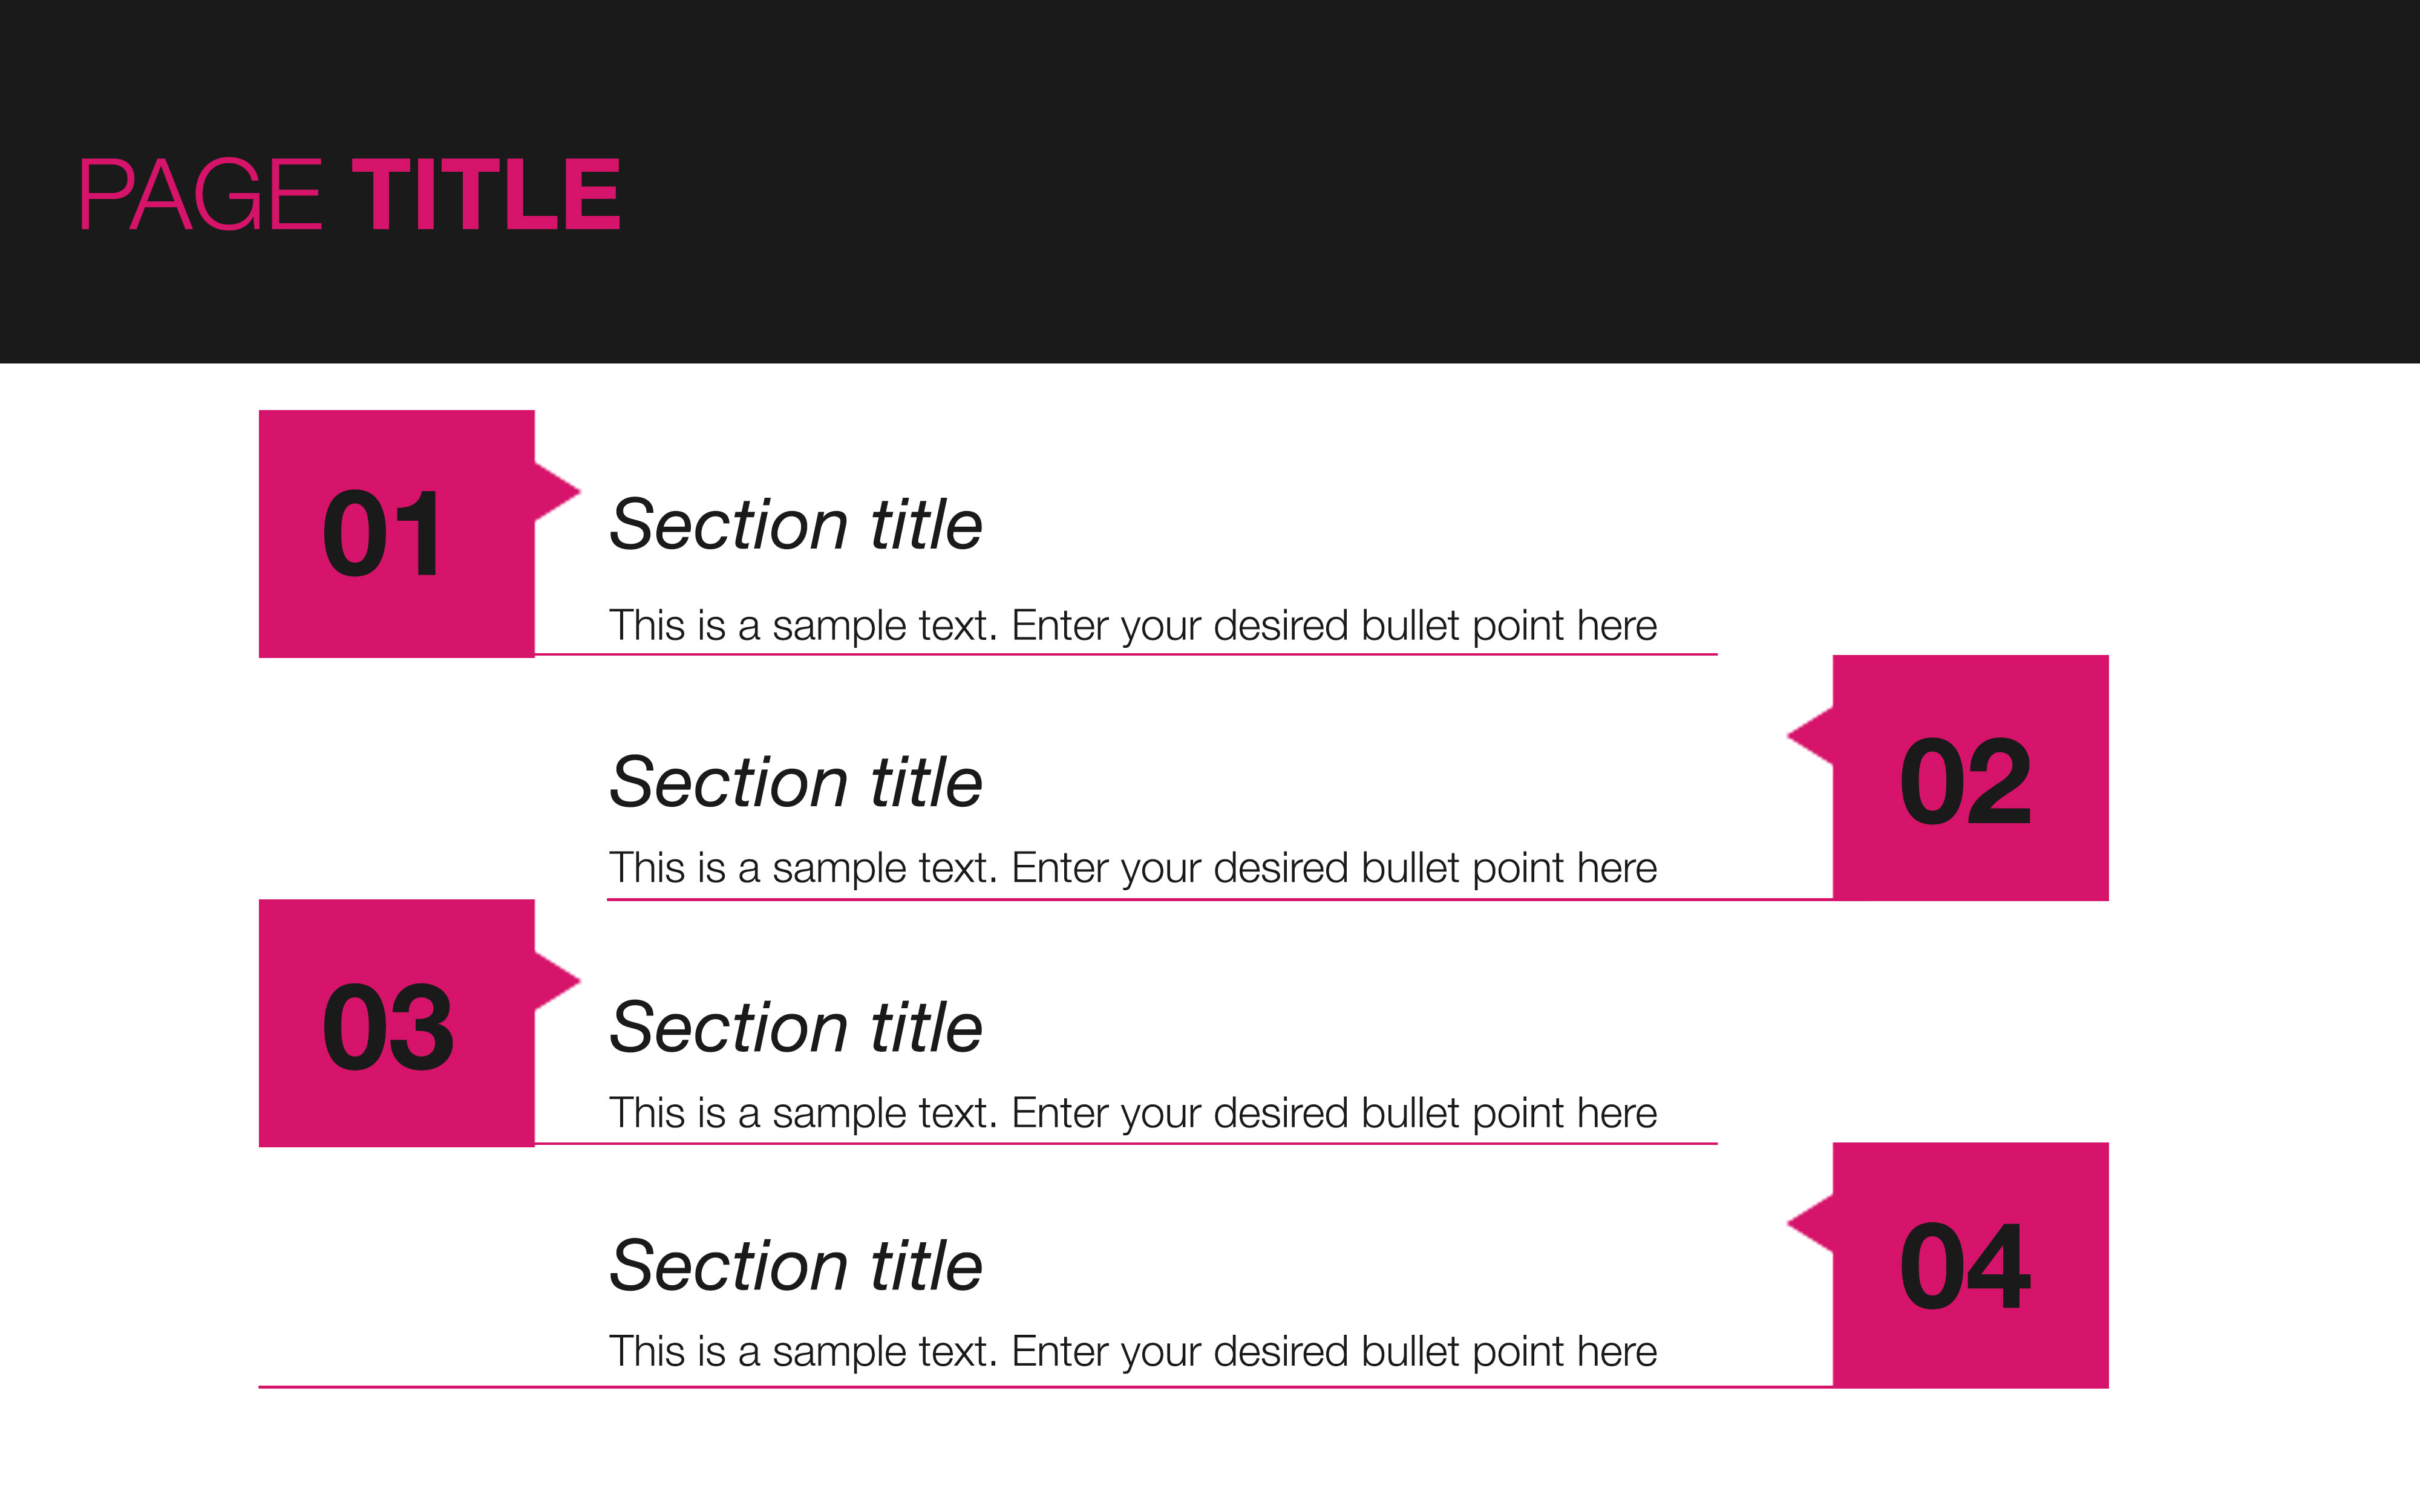 PAGE TITLE
01
Section title
This is a sample text. Enter your desired bullet point here
02
Section title
This is a sample text. Enter your desired bullet point here
03
Section title
This is a sample text. Enter your desired bullet point here
04
Section title
This is a sample text. Enter your desired bullet point here